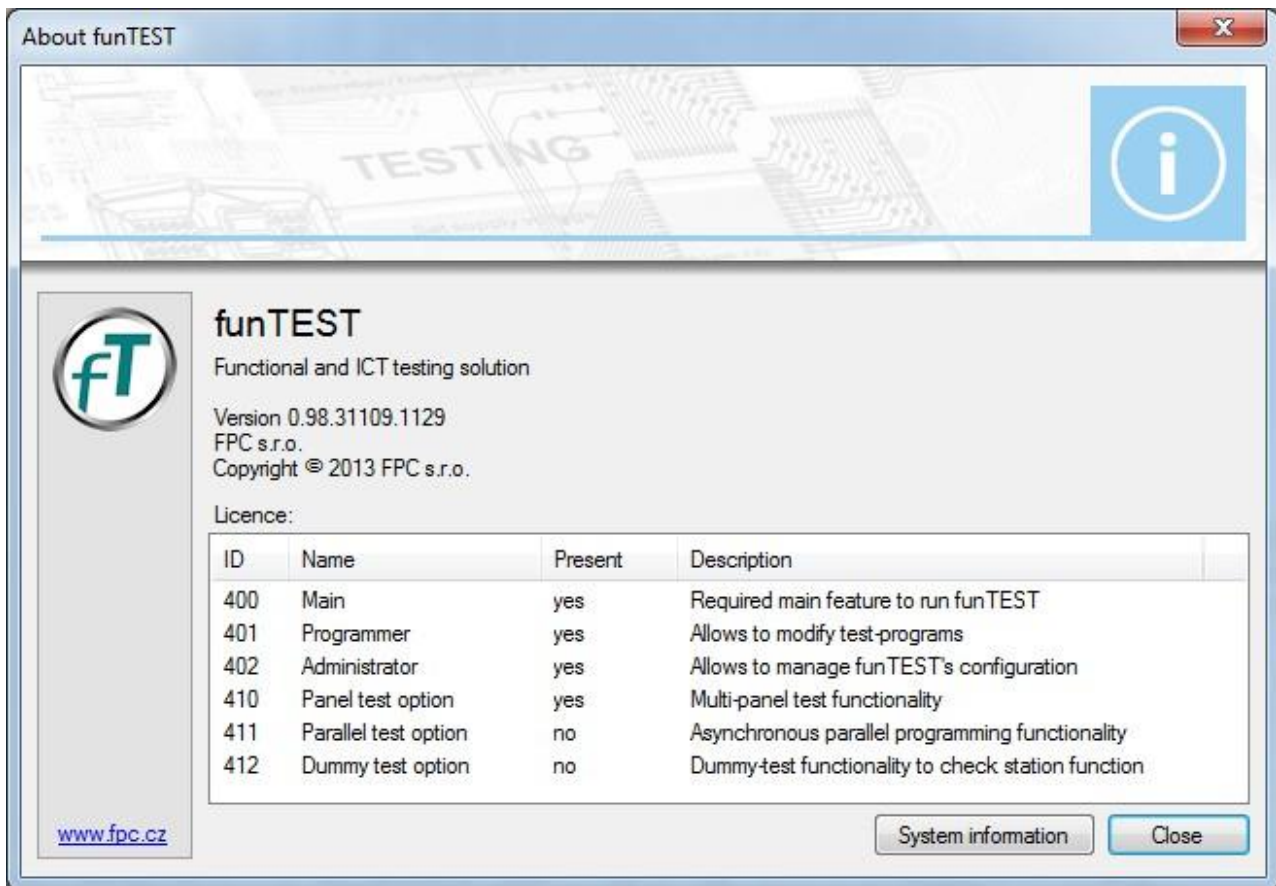 About funTEST
TESTING
fT
funTEST
Functional and ICT testing solution
Version 0.98.31109.1129
FPC s.r.o.
Copyright © 2013 FPC s.r.o.
Licence:
ID Name Present Description
400 Main yes Required main feature to run funTEST
401 Programmer yes Allows to modify test-programs
402 Administrator yes Allows to manage funTEST's configuration
410 Panel test option yes Multi-panel test functionality
411 Parallel test option no Asynchronous parallel programming functionality
412 Dummy test option no Dummy-test functionality to check station function
www.fpc.cz
System information Close